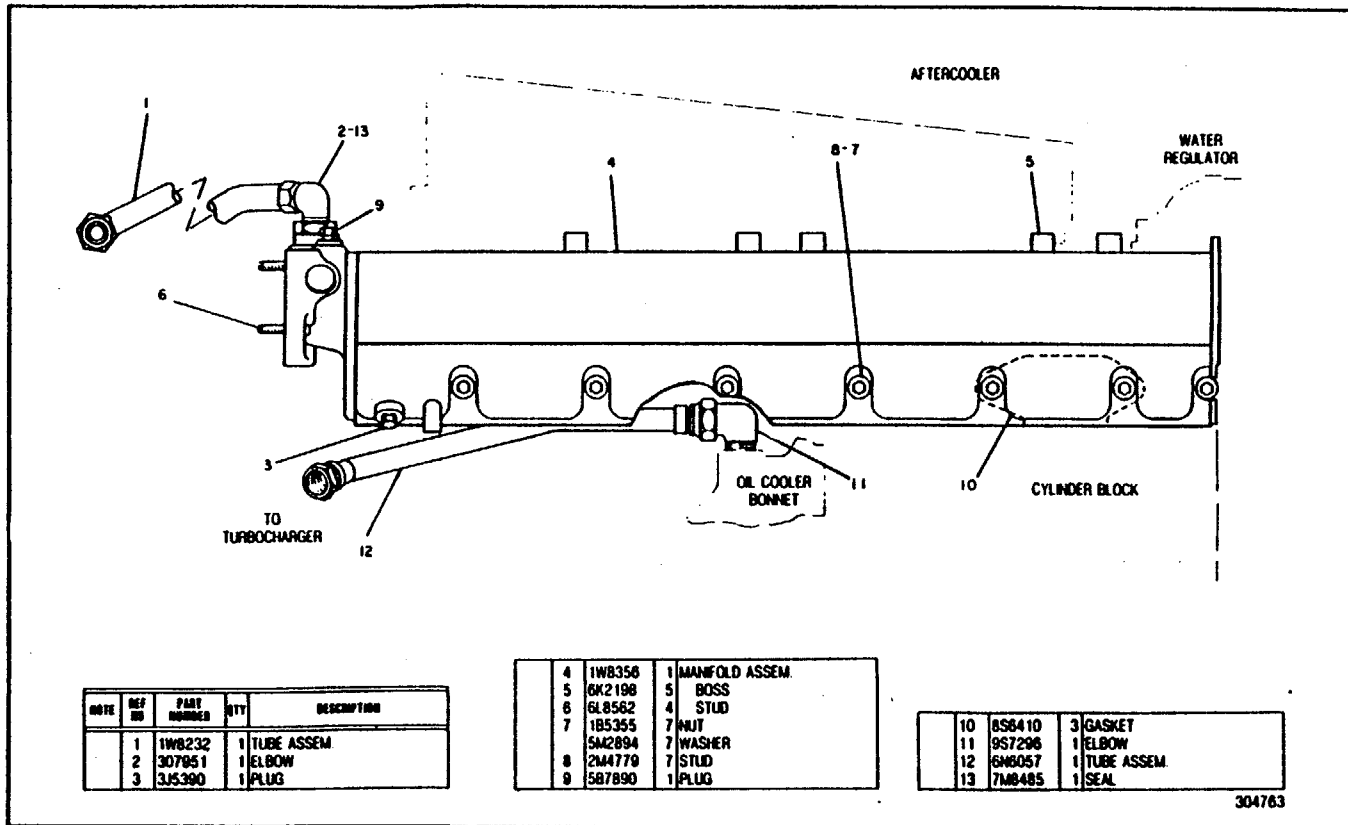 AFTERCOOLER
1
2-13
WATER
REGULATOR
4
8-7
5
9
6
3
OIL COOLER
BONNET
11
10
CYLINDER BLOCK
TO
TURBOCHARGER
12
NOTE REF NO PART NUMBER QTY DESCRIPTION
1 1W8232 1 TUBE ASSEM.
2 307951 1 ELBOW
3 3J5390 1 PLUG
4 1W8356 1 MANIFOLD ASSEM.
5 6K2198 5 BOSS
6 6L8562 4 STUD
7 1B5355 7 NUT
5M2894 7 WASHER
8 2M4779 7 STUD
9 5B7890 1 PLUG
10 8S6410 3 GASKET
11 9S7296 1 ELBOW
12 6N6057 1 TUBE ASSEM.
13 7M8485 1 SEAL
304763